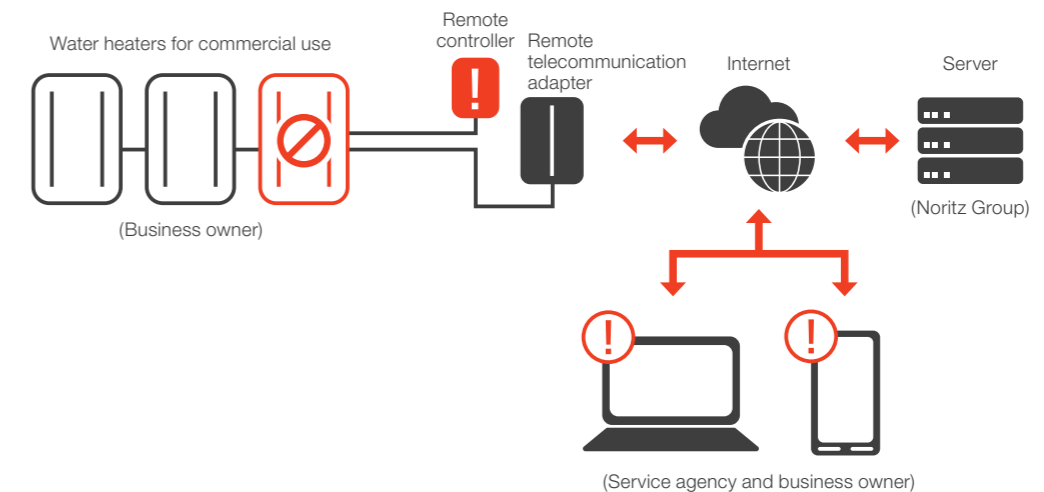 Water heaters for commercial use
Remote
controller
Remote
telecommunication
adapter
Internet
Server
(Business owner)
(Noritz Group)
(Service agency and business owner)